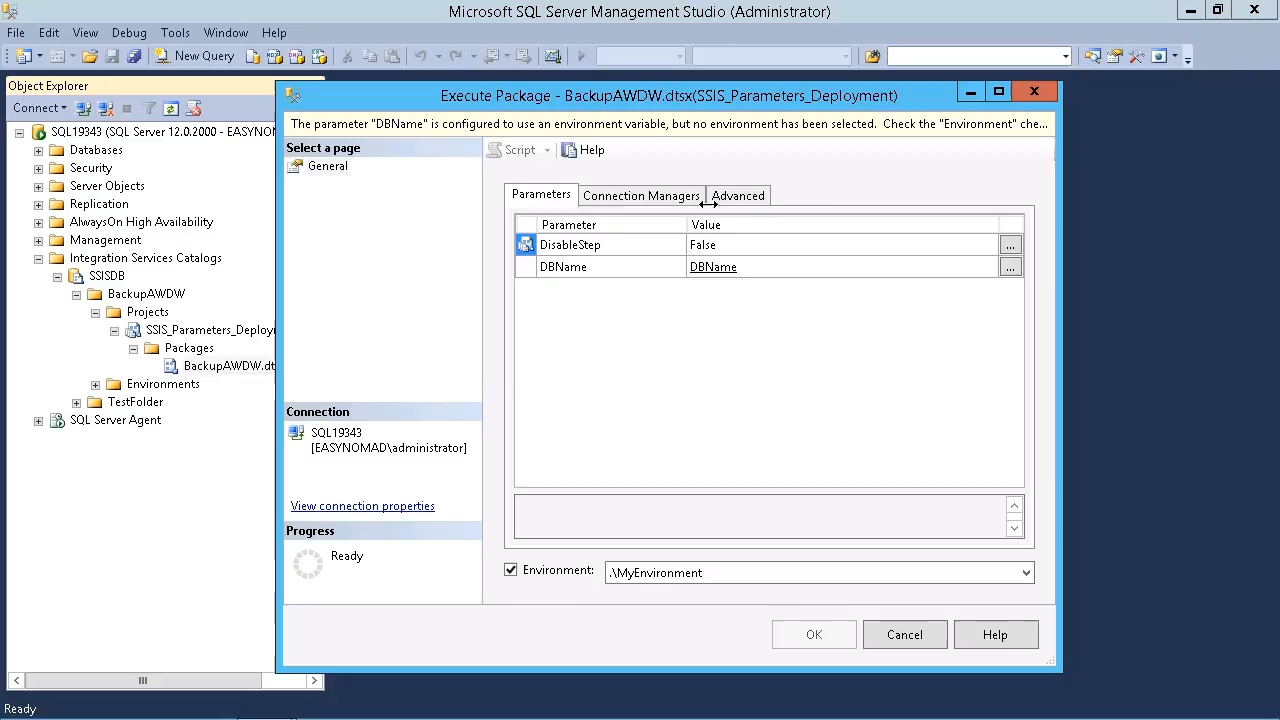 Microsoft SQL Server Management Studio (Administrator)
File Edit View Debug Tools Window Help
New Query
Object Explorer
Connect
SQL19343 (SQL Server 12.0.2000 - EASYNOM
Databases
Security
Server Objects
Replication
AlwaysOn High Availability
Management
Integration Services Catalogs
SSISDB
BackupAWDW
Projects
SSIS_Parameters_Deploym
Packages
BackupAWDW.dt
Environments
TestFolder
SQL Server Agent
Execute Package - BackupAWDW.dtsx(SSIS_Parameters_Deployment)
The parameter "DBName" is configured to use an environment variable, but no environment has been selected. Check the "Environment" che...
Select a page
General
Script Help
Parameters Connection Managers Advanced
Parameter Value
DisableStep False ...
DBName DBName ...
Connection
SQL19343
[EASYNOMAD\administrator]
View connection properties
Progress
Ready
Environment: .\MyEnvironment
OK Cancel Help
Ready